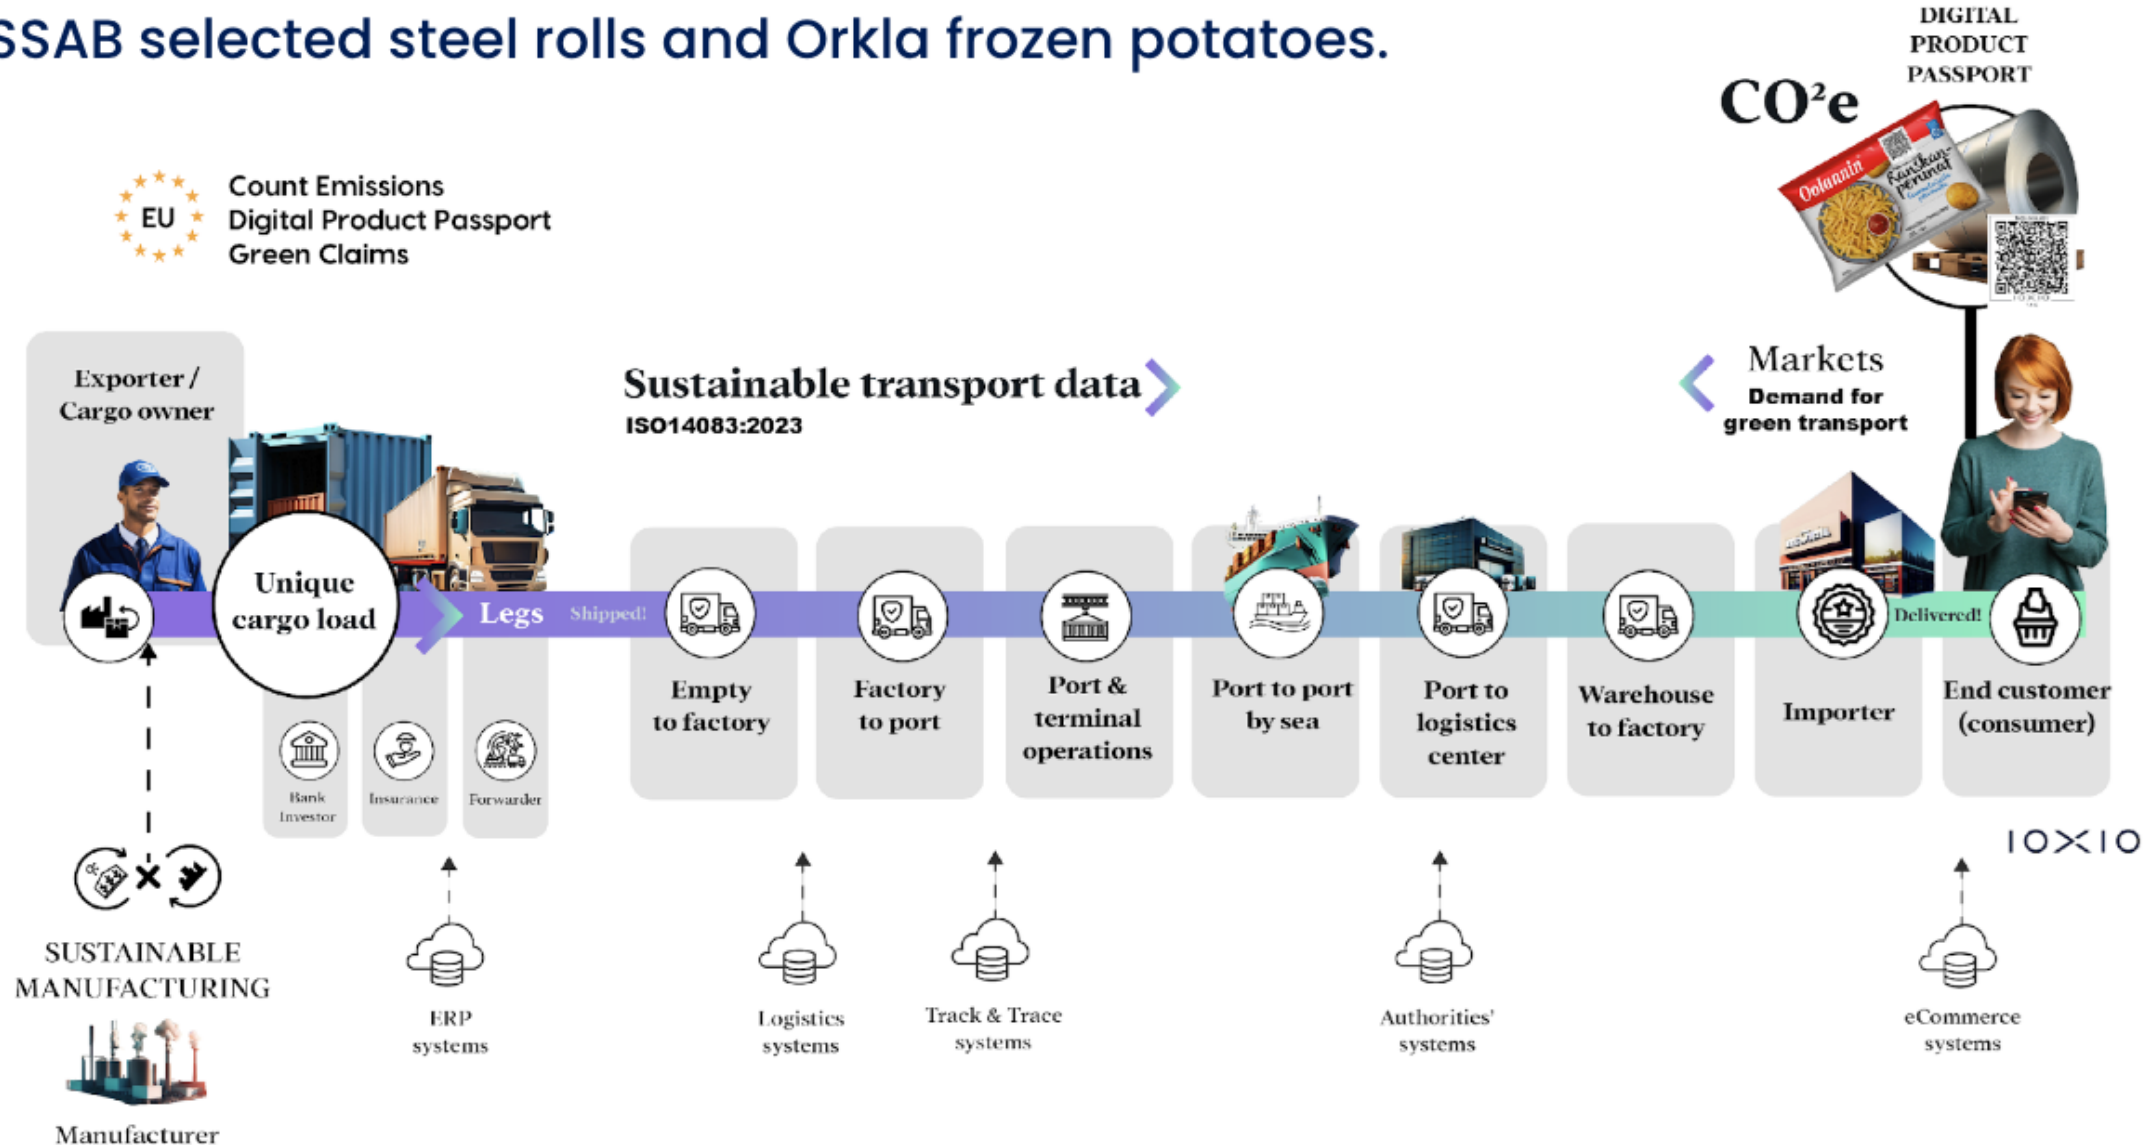 SSAB selected steel rolls and Orkla frozen potatoes.
DIGITAL
PRODUCT
PASSPORT
CO²e
Oolannin
Ranskan-
perunat
EU
Count Emissions
Digital Product Passport
Green Claims
Exporter /
Cargo owner
Sustainable transport data
ISO14083:2023
Markets
Demand for
green transport
Unique
cargo load
Legs
Shipped!
Delivered!
Empty
to factory
Factory
to port
Port &
terminal
operations
Port to port
by sea
Port to
logistics
center
Warehouse
to factory
Importer
End customer
(consumer)
Bank
Investor
Insurance
Forwarder
IOXIO
SUSTAINABLE
MANUFACTURING
Manufacturer
ERP
systems
Logistics
systems
Track & Trace
systems
Authorities'
systems
eCommerce
systems